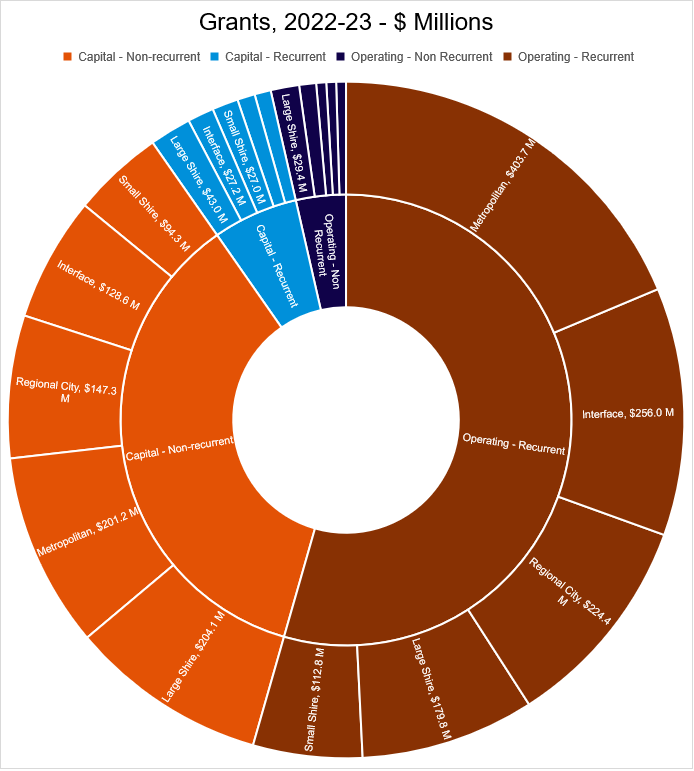 Grants, 2022-23 - $ Millions
Capital - Non-recurrent
Capital - Recurrent
Operating - Non Recurrent
Operating - Recurrent
Metropolitan, $403.7 M
Interface, $256.0 M
Regional City, $224.4
M
Large Shire, $179.8 M
Small Shire, $112.8 M
Operating - Recurrent
Large Shire, $204.1 M
Metropolitan, $201.2 M
Regional City, $147.3
M
Interface, $128.6 M
Small Shire, $94.3 M
Capital - Non-recurrent
Large Shire, $43.0 M
Interface, $27.2 M
Small Shire, $27.0 M
Capital - Recurrent
Large Shire, $29.4 M
Operating - Non
Recurrent